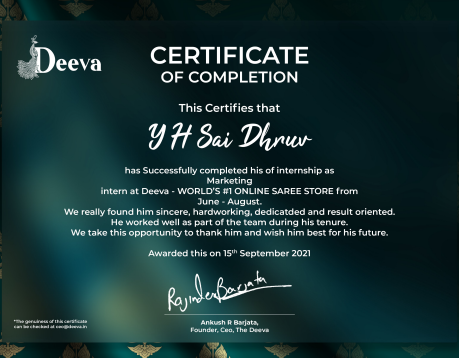 Deeva
CERTIFICATE
OF COMPLETION
This Certifies that
Y H Sai Dhruv
has Successfully completed his of internship as
Marketing
intern at Deeva - WORLD'S #1 ONLINE SAREE STORE from
June - August.
We really found him sincere, hardworking, dedicatded and result oriented.
He worked well as part of the team during his tenure.
We take this opportunity to thank him and wish him best for his future.
Awarded this on 15th September 2021
Rajinder Barjata
Ankush R Barjata,
Founder, Ceo, The Deeva
*The genuiness of this certificate
can be checked at ceo@deeva.in